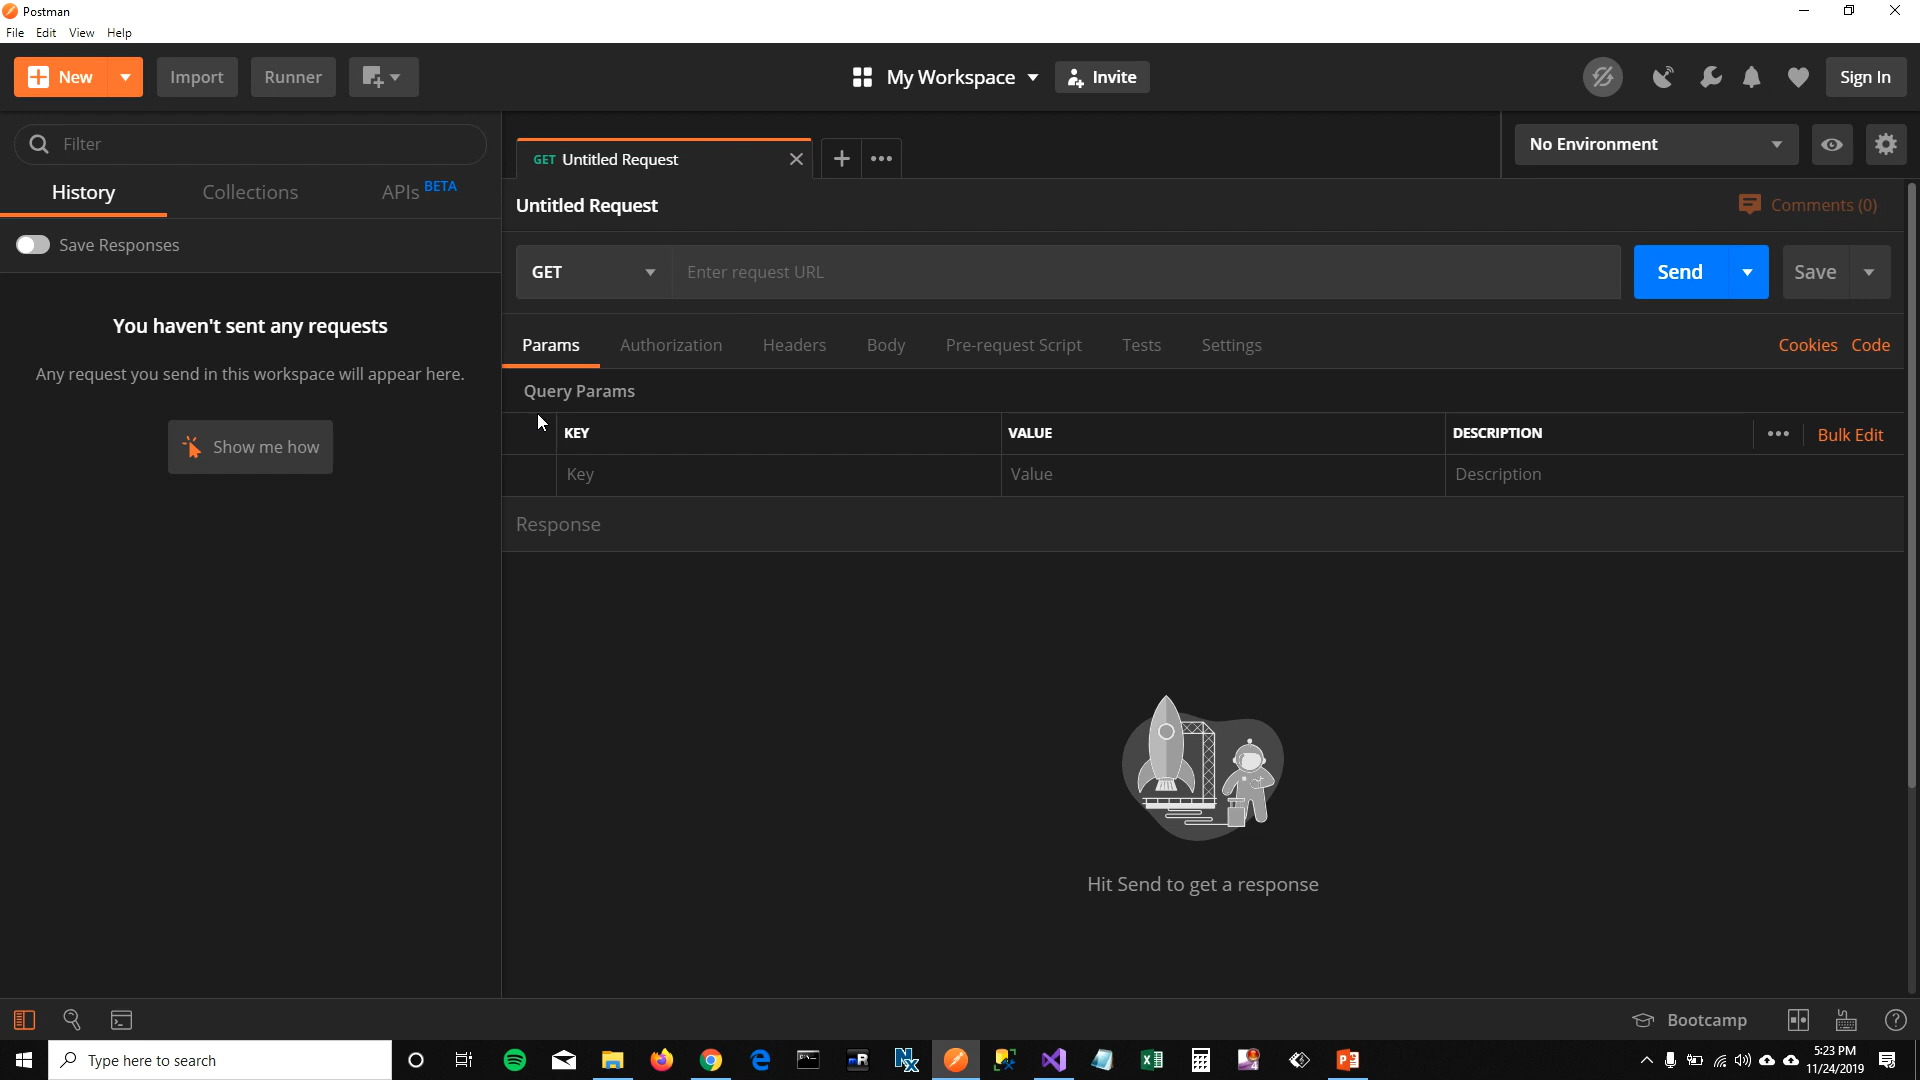 Postman
File Edit View Help
New Import Runner My Workspace Invite Sign In
Filter
GET Untitled Request No Environment
History Collections APIs BETA
Untitled Request Comments (0)
Save Responses
GET Enter request URL Send Save
You haven't sent any requests
Any request you send in this workspace will appear here.
Show me how
Params Authorization Headers Body Pre-request Script Tests Settings Cookies Code
Query Params
KEY VALUE DESCRIPTION Bulk Edit
Key Value Description
Response
Hit Send to get a response
Bootcamp
Type here to search
5:23 PM
11/24/2019